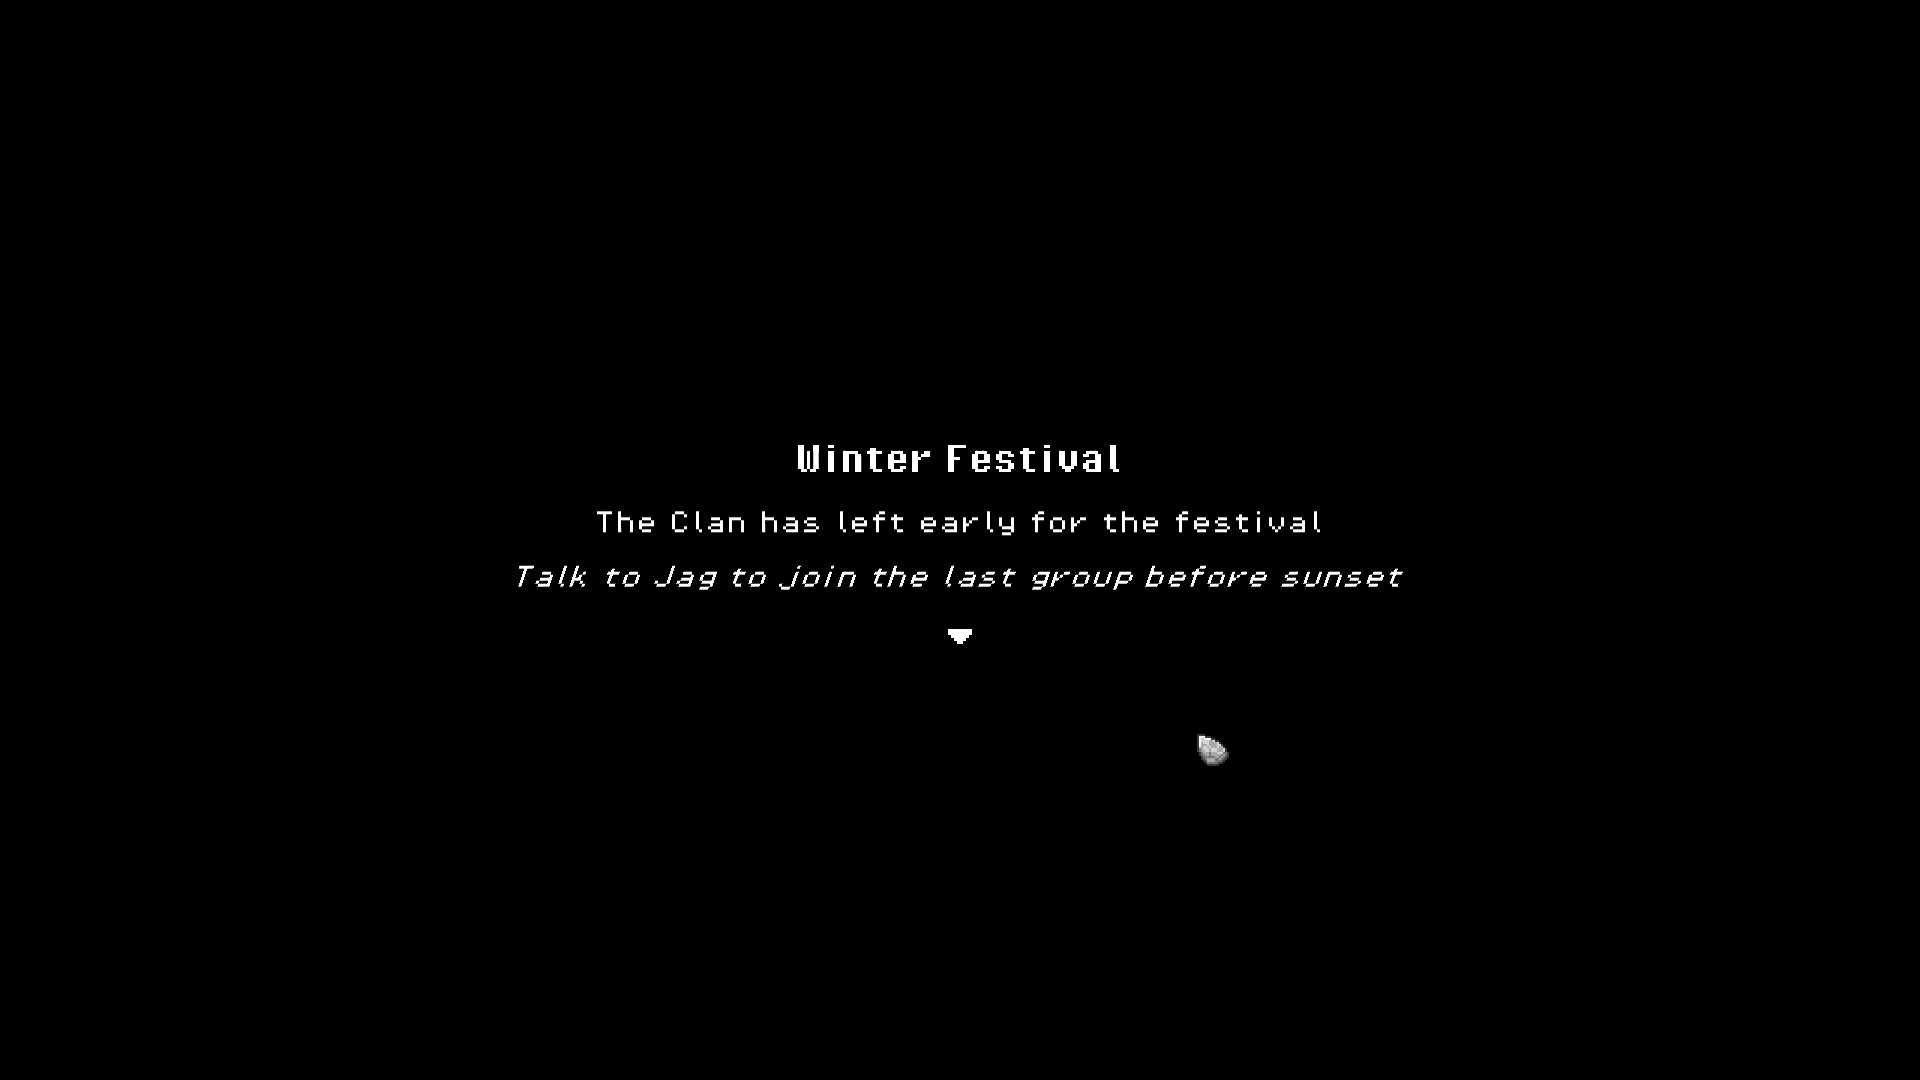 Winter Festival
The Clan has left early for the festival
Talk to Jag to join the last group before sunset